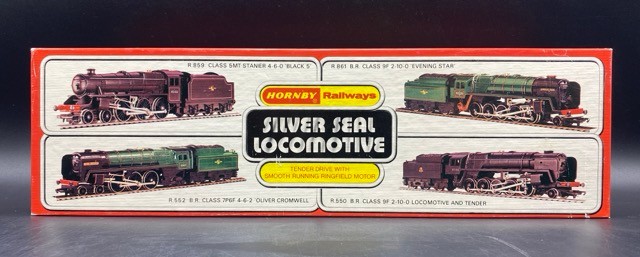 R 859 CLASS 5MT STANIER 4-6-0 'BLACK 5'
R 861 B.R. CLASS 9F 2-10-0 'EVENING STAR'
HORNBY Railways
SILVER SEAL
LOCOMOTIVE
TENDER DRIVE WITH
SMOOTH RUNNING RINGFIELD MOTOR
R 552 B.R. CLASS 7P6F 4-6-2 'OLIVER CROMWELL'
R 550 B.R. CLASS 9F 2-10-0 LOCOMOTIVE AND TENDER